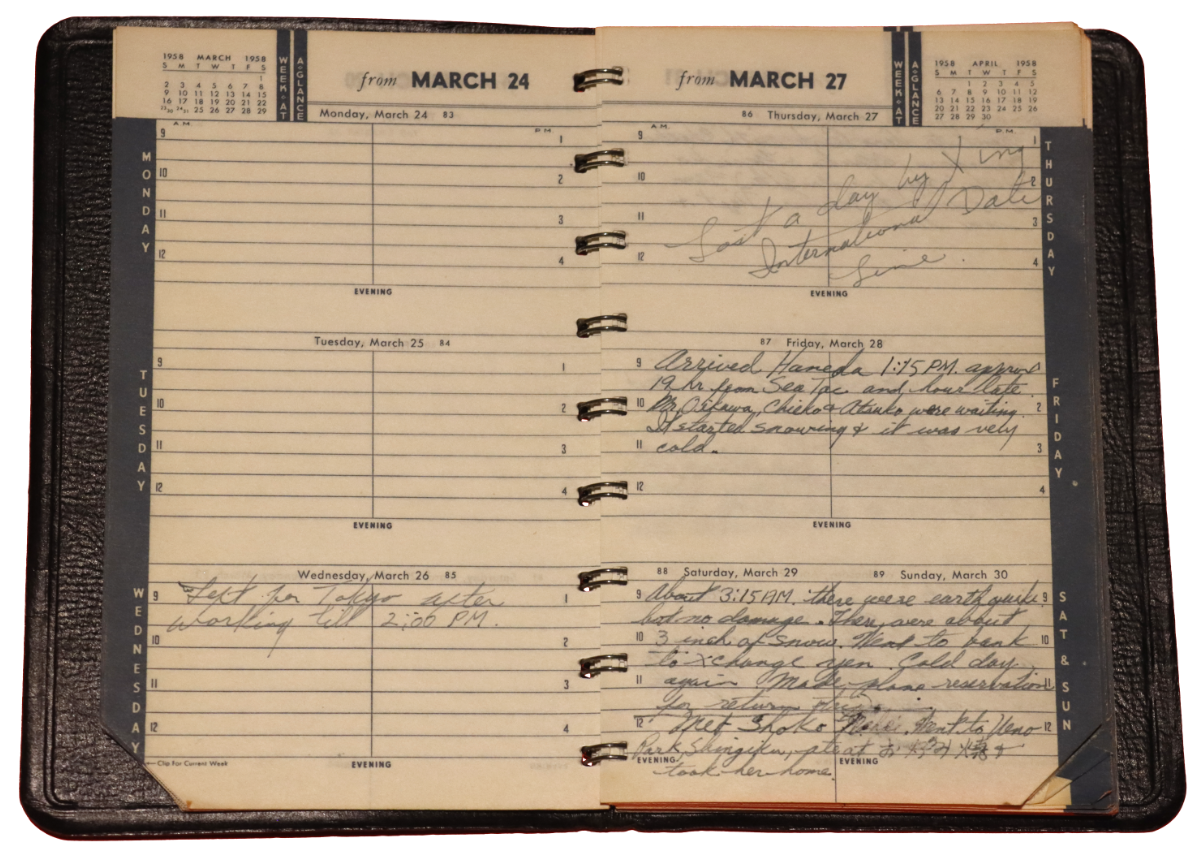 1958 MARCH 1958
S M T W T F S
1
2 3 4 5 6 7 8
9 10 11 12 13 14 15
16 17 18 19 20 21 22
23/30 24/31 25 26 27 28 29
WEEK-AT
A-GLANCE
from MARCH 24
Monday, March 24 83
A.M. P.M.
MONDAY
9 1
10 2
11 3
12 4
EVENING
Tuesday, March 25 84
TUESDAY
9 1
10 2
11 3
12 4
EVENING
Wednesday, March 26 85
WEDNESDAY
9 1
Left for Tokyo after
working till 2:00 PM.
10 2
11 3
12 4
Clip For Current Week
EVENING
from MARCH 27
WEEK-AT
A-GLANCE
1958 APRIL 1958
S M T W T F S
1 2 3 4 5
6 7 8 9 10 11 12
13 14 15 16 17 18 19
20 21 22 23 24 25 26
27 28 29 30
86 Thursday, March 27
A.M. P.M.
THURSDAY
9 1
10 2
11 3
12 4
Lost a day by Xing
International Date
Line.
EVENING
87 Friday, March 28
FRIDAY
9 Arrived Haneda 1:15 PM. approx
19 hr from Sea Tac and hour late.
10 Mr. Chieko & Atsuko were waiting. 2
It started snowing & it was very
11 cold. 3
12 4
EVENING
88 Saturday, March 29 89 Sunday, March 30
SAT & SUN
9 About 3:15 AM. there were earthquake 9
but no damage. There were about
10 3 inch of snow. Went to bank 10
to Xchange yen. Cold day
11 again Made plane reservation 11
for return
12 Met Shoko Went to Ueno 12
Park, at
EVENING EVENING
took her home.